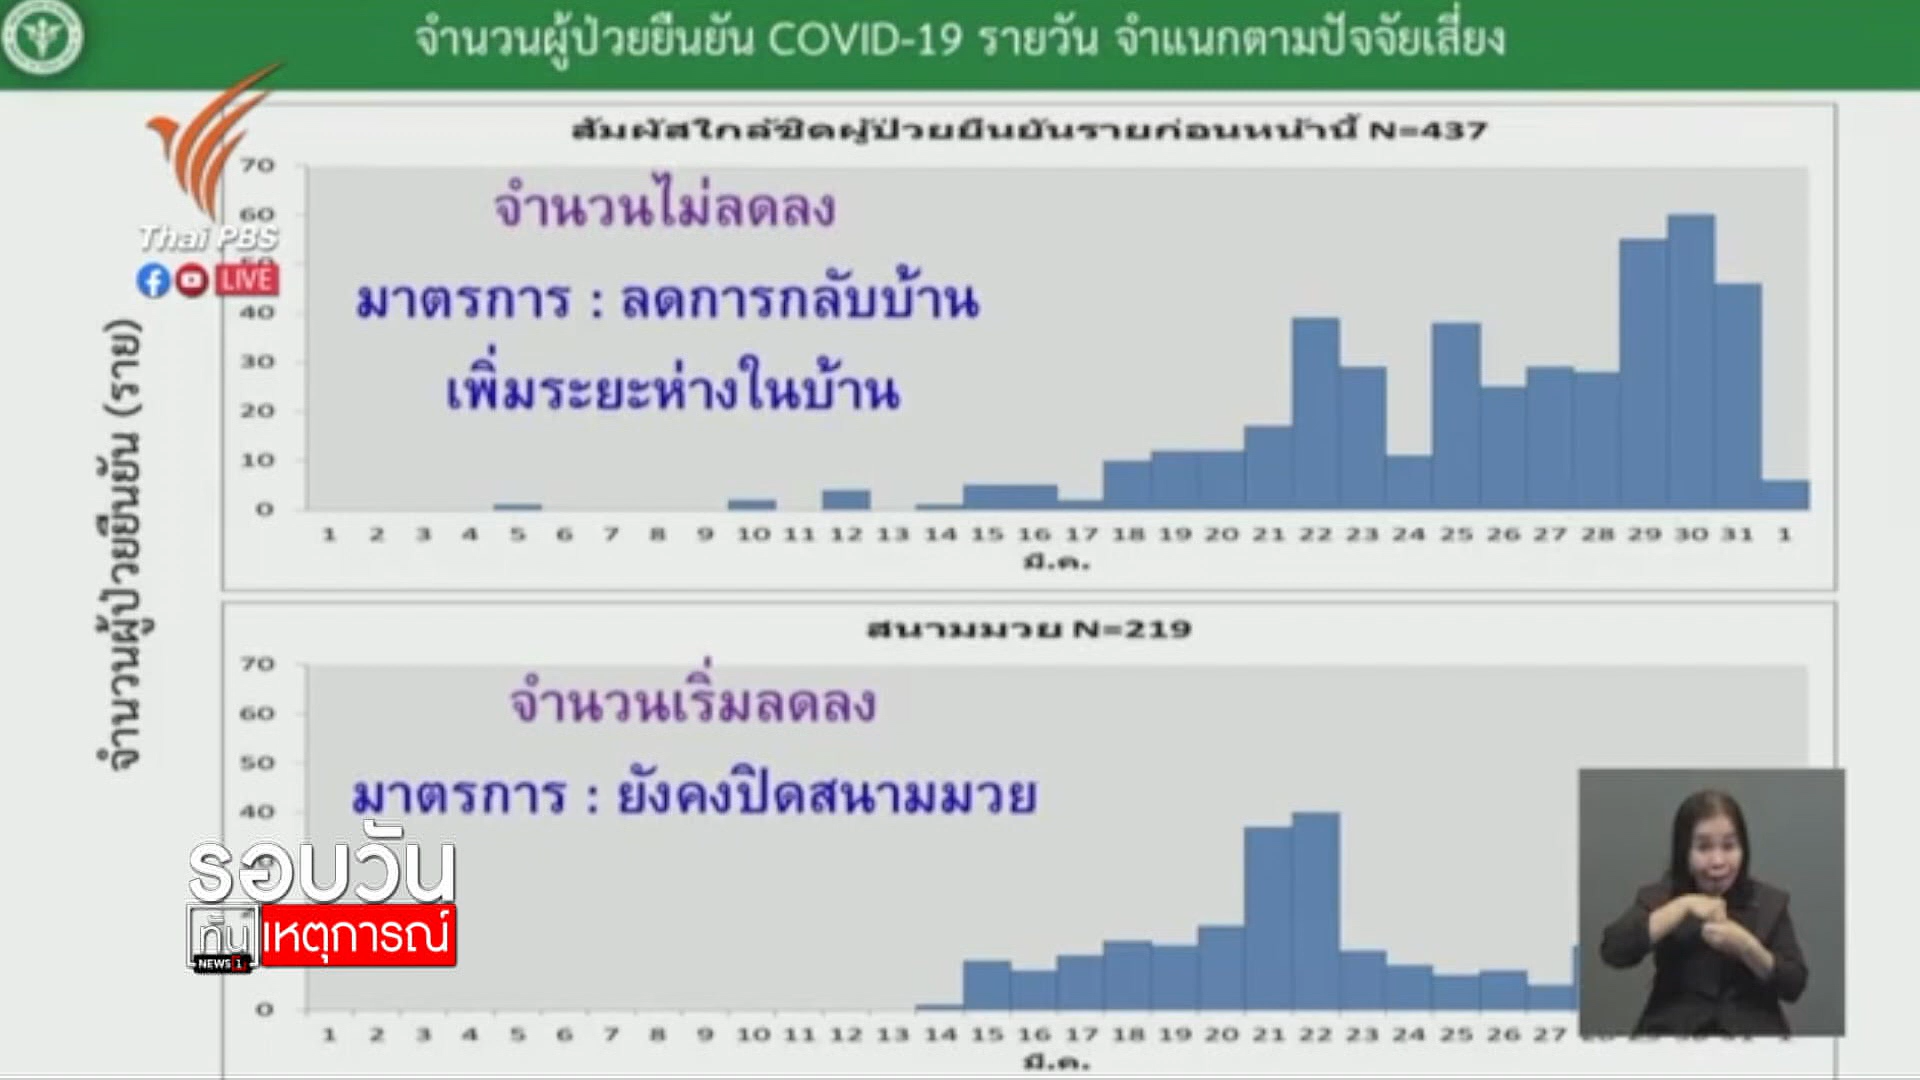 จำนวนผู้ป่วยยืนยัน COVID-19 รายวัน จำแนกตามปัจจัยเสี่ยง
Thai PBS
LIVE
จำนวนผู้ป่วยยืนยัน (ราย)
สัมผัสใกล้ชิดผู้ป่วยยืนยันรายก่อนหน้านี้ N=437
จำนวนไม่ลดลง
มาตรการ : ลดการกลับบ้าน
เพิ่มระยะห่างในบ้าน
70
60
50
40
30
20
10
0
1 2 3 4 5 6 7 8 9 10 11 12 13 14 15 16 17 18 19 20 21 22 23 24 25 26 27 28 29 30 31 1
มี.ค.
สนามมวย N=219
จำนวนเริ่มลดลง
มาตรการ : ยังคงปิดสนามมวย
70
60
50
40
0
1 2 3 4 5 6 7 8 9 10 11 12 13 14 15 16 17 18 19 20 21 22 23 24 25 26 27
มี.ค.
รอบวัน
ทันเหตุการณ์
NEWS 1